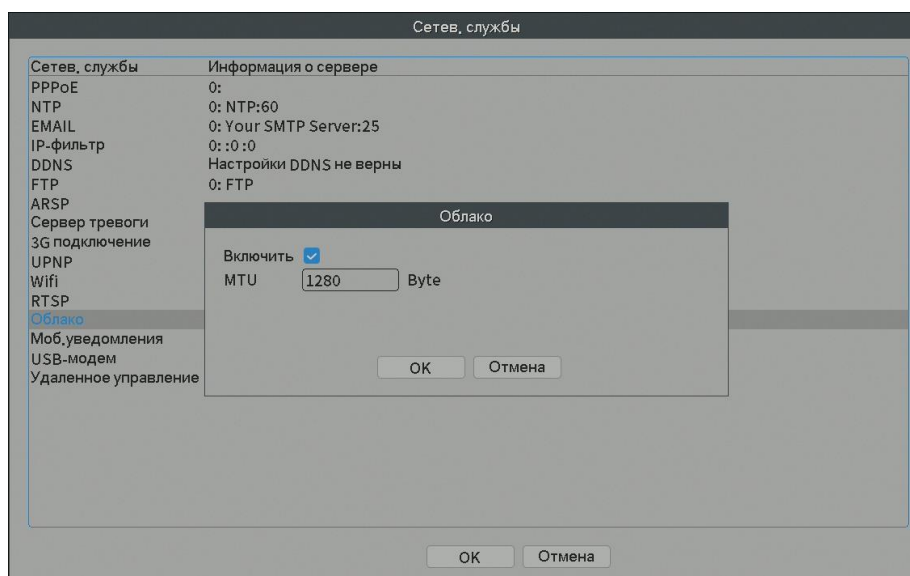 Сетев. службы
Сетев. службы Информация о сервере
PPPoE 0:
NTP 0: NTP:60
EMAIL 0: Your SMTP Server:25
IP-фильтр 0: :0 :0
DDNS Настройки DDNS не верны
FTP 0: FTP
ARSP
Сервер тревоги
3G подключение
UPNP
Wifi
RTSP
Облако
Моб.уведомления
USB-модем
Удаленное управление
Облако
Включить
MTU 1280 Byte
OK Отмена
OK Отмена